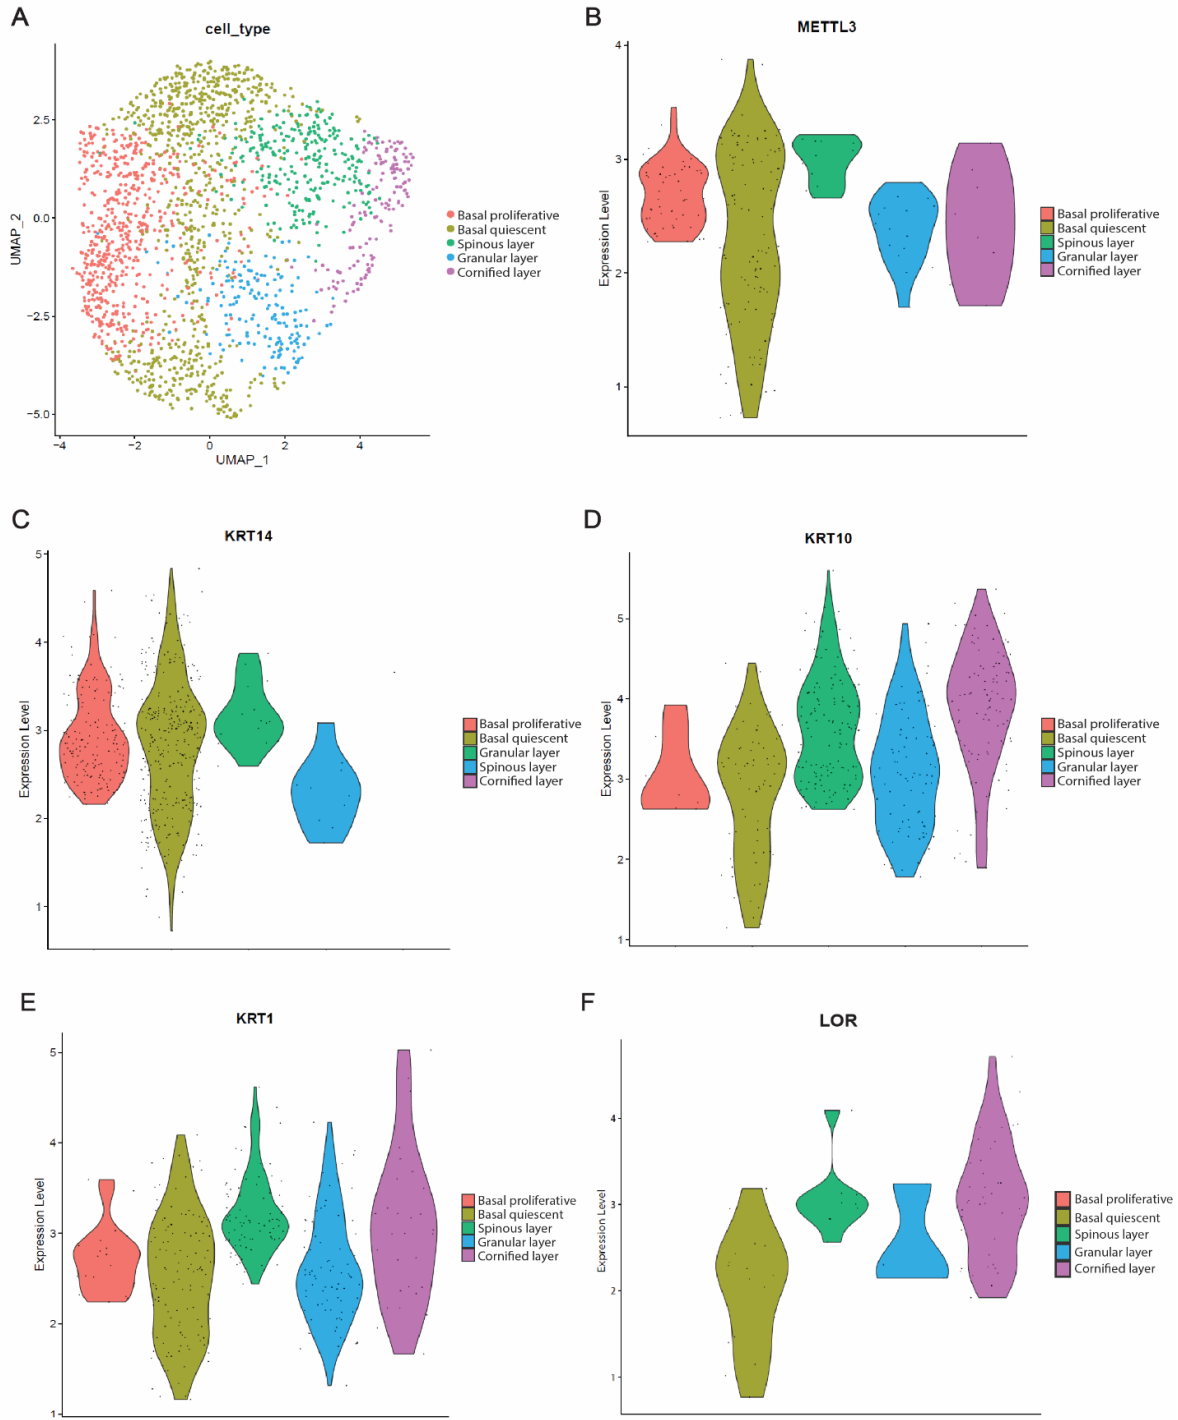 A
cell_type
UMAP_2
2.5
0.0
−2.5
−5.0
−4
−2
0
2
4
UMAP_1
Basal proliferative
Basal quiescent
Spinous layer
Granular layer
Cornified layer
B
METTL3
Expression Level
4
3
2
1
Basal proliferative
Basal quiescent
Spinous layer
Granular layer
Cornified layer
C
KRT14
Expression Level
5
4
3
2
1
Basal proliferative
Basal quiescent
Granular layer
Spinous layer
Cornified layer
D
KRT10
Expression Level
5
4
3
2
1
Basal proliferative
Basal quiescent
Spinous layer
Granular layer
Cornified layer
E
KRT1
Expression Level
5
4
3
2
1
Basal proliferative
Basal quiescent
Spinous layer
Granular layer
Cornified layer
F
LOR
Expression Level
4
3
2
1
Basal proliferative
Basal quiescent
Spinous layer
Granular layer
Cornified layer